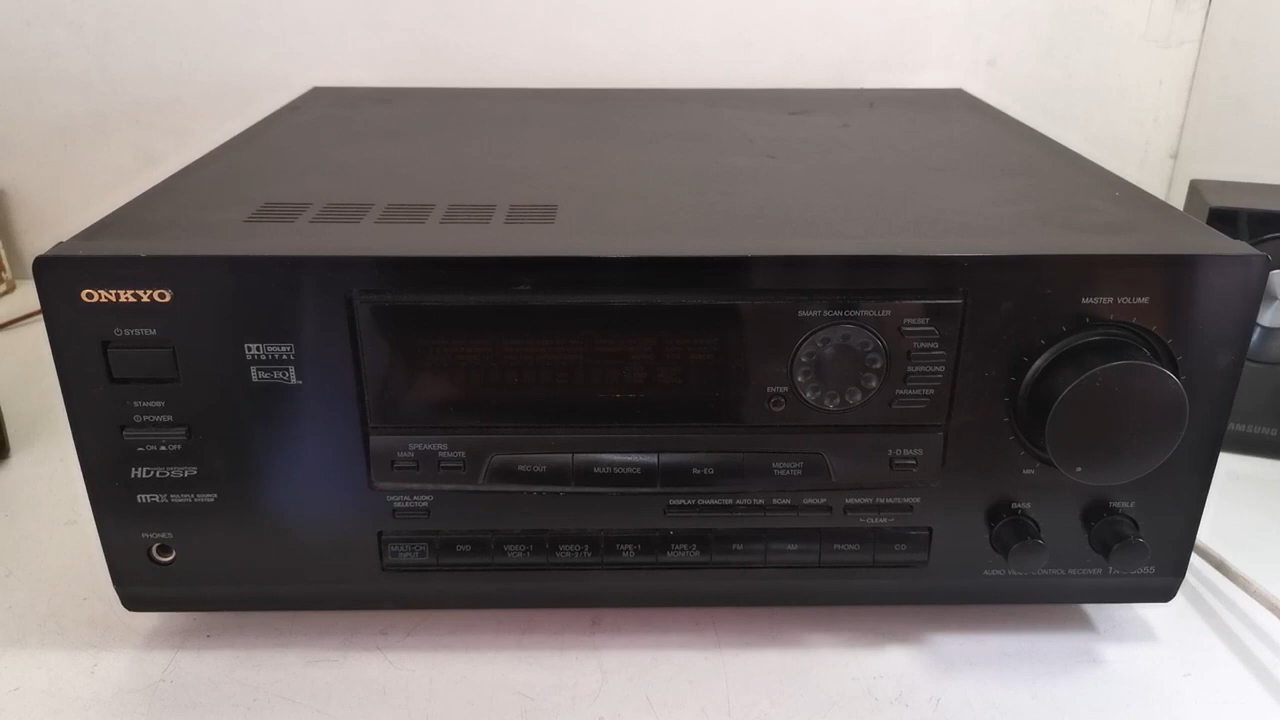 ONKYO
SYSTEM
DOLBY
DIGITAL
Re-EQ
STANDBY
POWER
ON OFF
HD DSP
MRX MULTIPLE SOURCE
REMOTE SYSTEM
PHONES
SMART SCAN CONTROLLER
PRESET
TUNING
SURROUND
PARAMETER
ENTER
SPEAKERS
MAIN REMOTE
REC OUT MULTI SOURCE Re-EQ MIDNIGHT
THEATER
3-D BASS
DIGITAL AUDIO
SELECTOR
DISPLAY CHARACTER AUTO TUN SCAN GROUP MEMORY FM MUTE/MODE
CLEAR
MULTI-CH
INPUT
DVD
VIDEO-1
VCR-1
VIDEO-2
VCR-2/TV
TAPE-1
MD
TAPE-2
MONITOR
FM
AM
PHONO
CD
MASTER VOLUME
MIN
BASS
TREBLE
AUDIO CONTROL RECEIVER
SAMSUNG